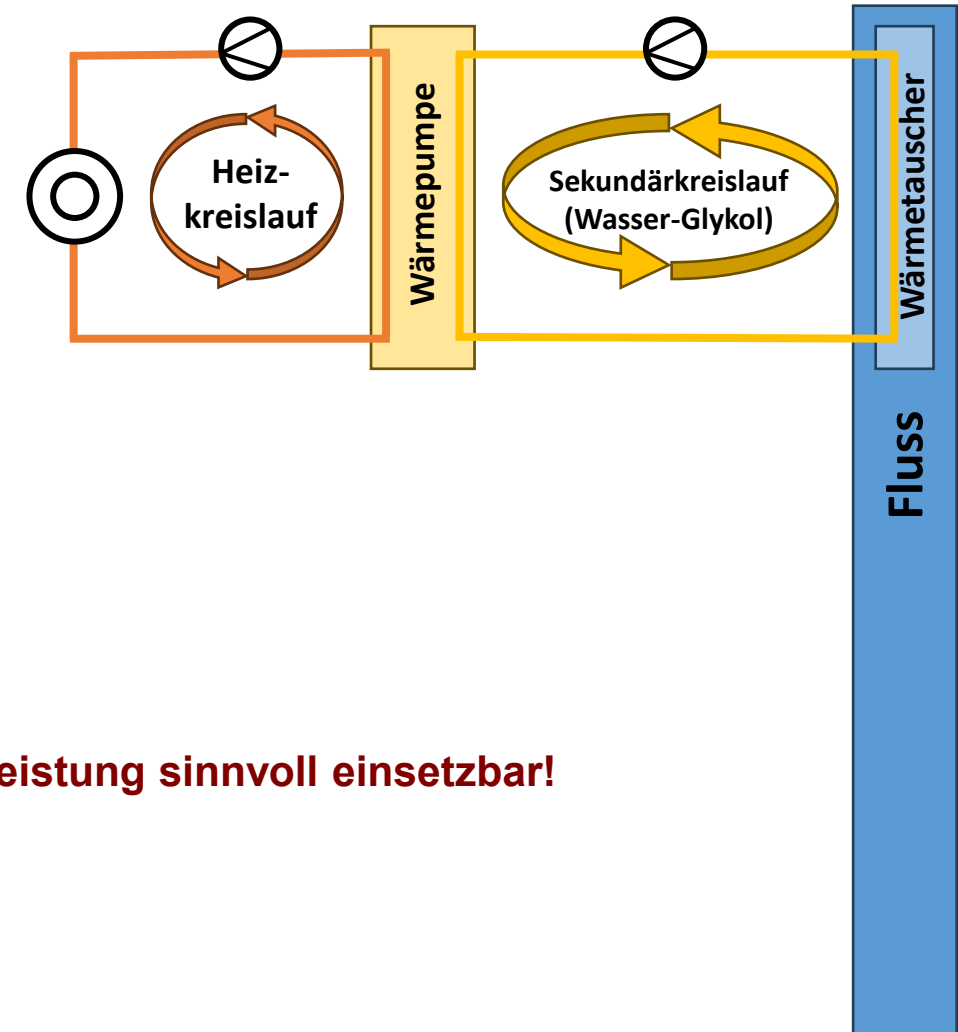 Heiz-
kreislauf
Wärmepumpe
Sekundärkreislauf
(Wasser-Glykol)
Wärmetauscher
Fluss
eistung sinnvoll einsetzbar!